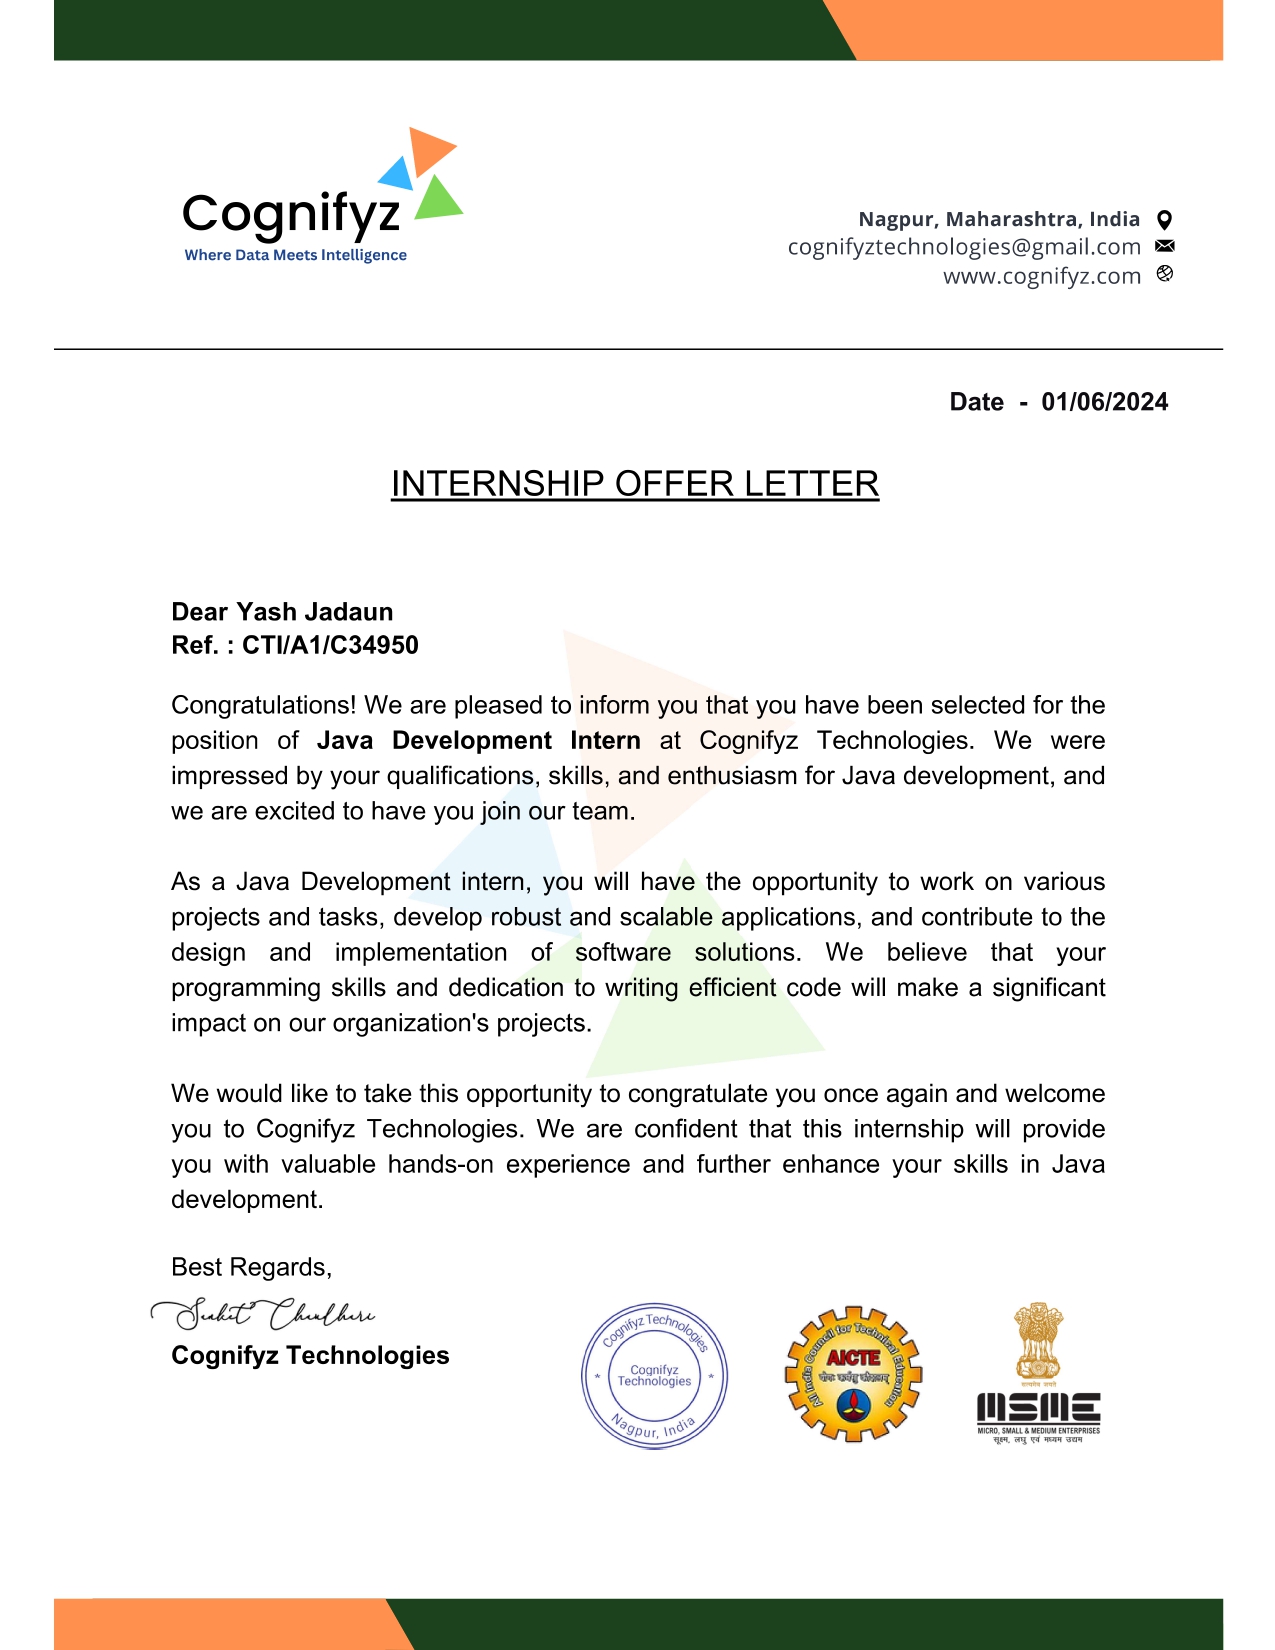 Cognifyz
Where Data Meets Intelligence
Nagpur, Maharashtra, India
cognifyztechnologies@gmail.com
www.cognifyz.com
Date - 01/06/2024
INTERNSHIP OFFER LETTER
Dear Yash Jadaun
Ref. : CTI/A1/C34950
Congratulations! We are pleased to inform you that you have been selected for the
position of Java Development Intern at Cognifyz Technologies. We were
impressed by your qualifications, skills, and enthusiasm for Java development, and
we are excited to have you join our team.
As a Java Development intern, you will have the opportunity to work on various
projects and tasks, develop robust and scalable applications, and contribute to the
design and implementation of software solutions. We believe that your
programming skills and dedication to writing efficient code will make a significant
impact on our organization's projects.
We would like to take this opportunity to congratulate you once again and welcome
you to Cognifyz Technologies. We are confident that this internship will provide
you with valuable hands-on experience and further enhance your skills in Java
development.
Best Regards,
Cognifyz Technologies
Cognifyz Technologies
Cognifyz
Technologies
* *
Nagpur, India
All India Council for Technical Education
AICTE
योगः कर्मसु कौशलम्
सत्यमेव जयते
MSME
MICRO, SMALL & MEDIUM ENTERPRISES
सूक्ष्म, लघु एवं मध्यम उद्यम